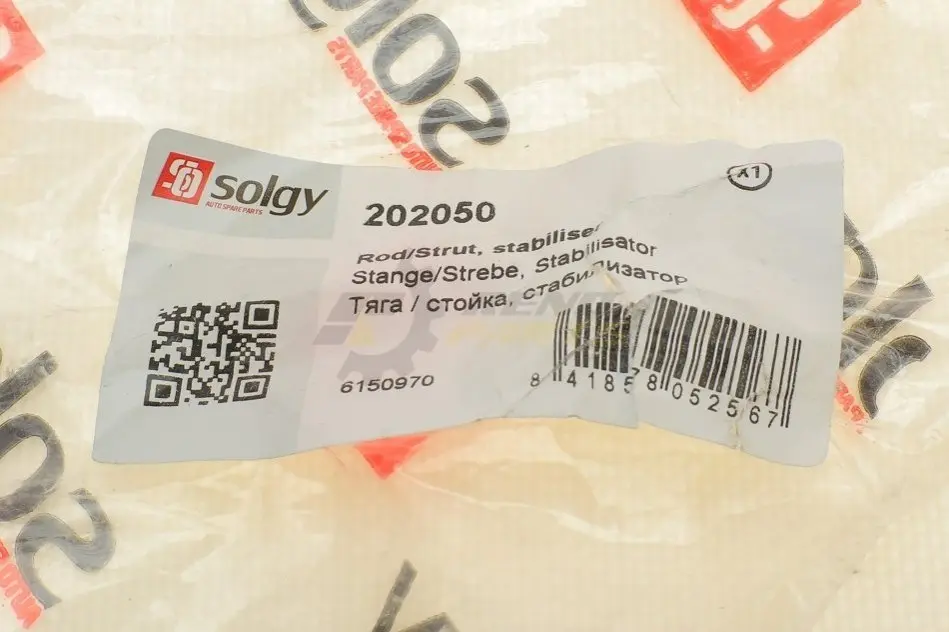 solgy
AUTO SPARE PARTS
202050
x1
Rod/Strut, stabiliser
Stange/Strebe, Stabilisator
Тяга / стойка, стабилизатор
6150970
8 418578 052567